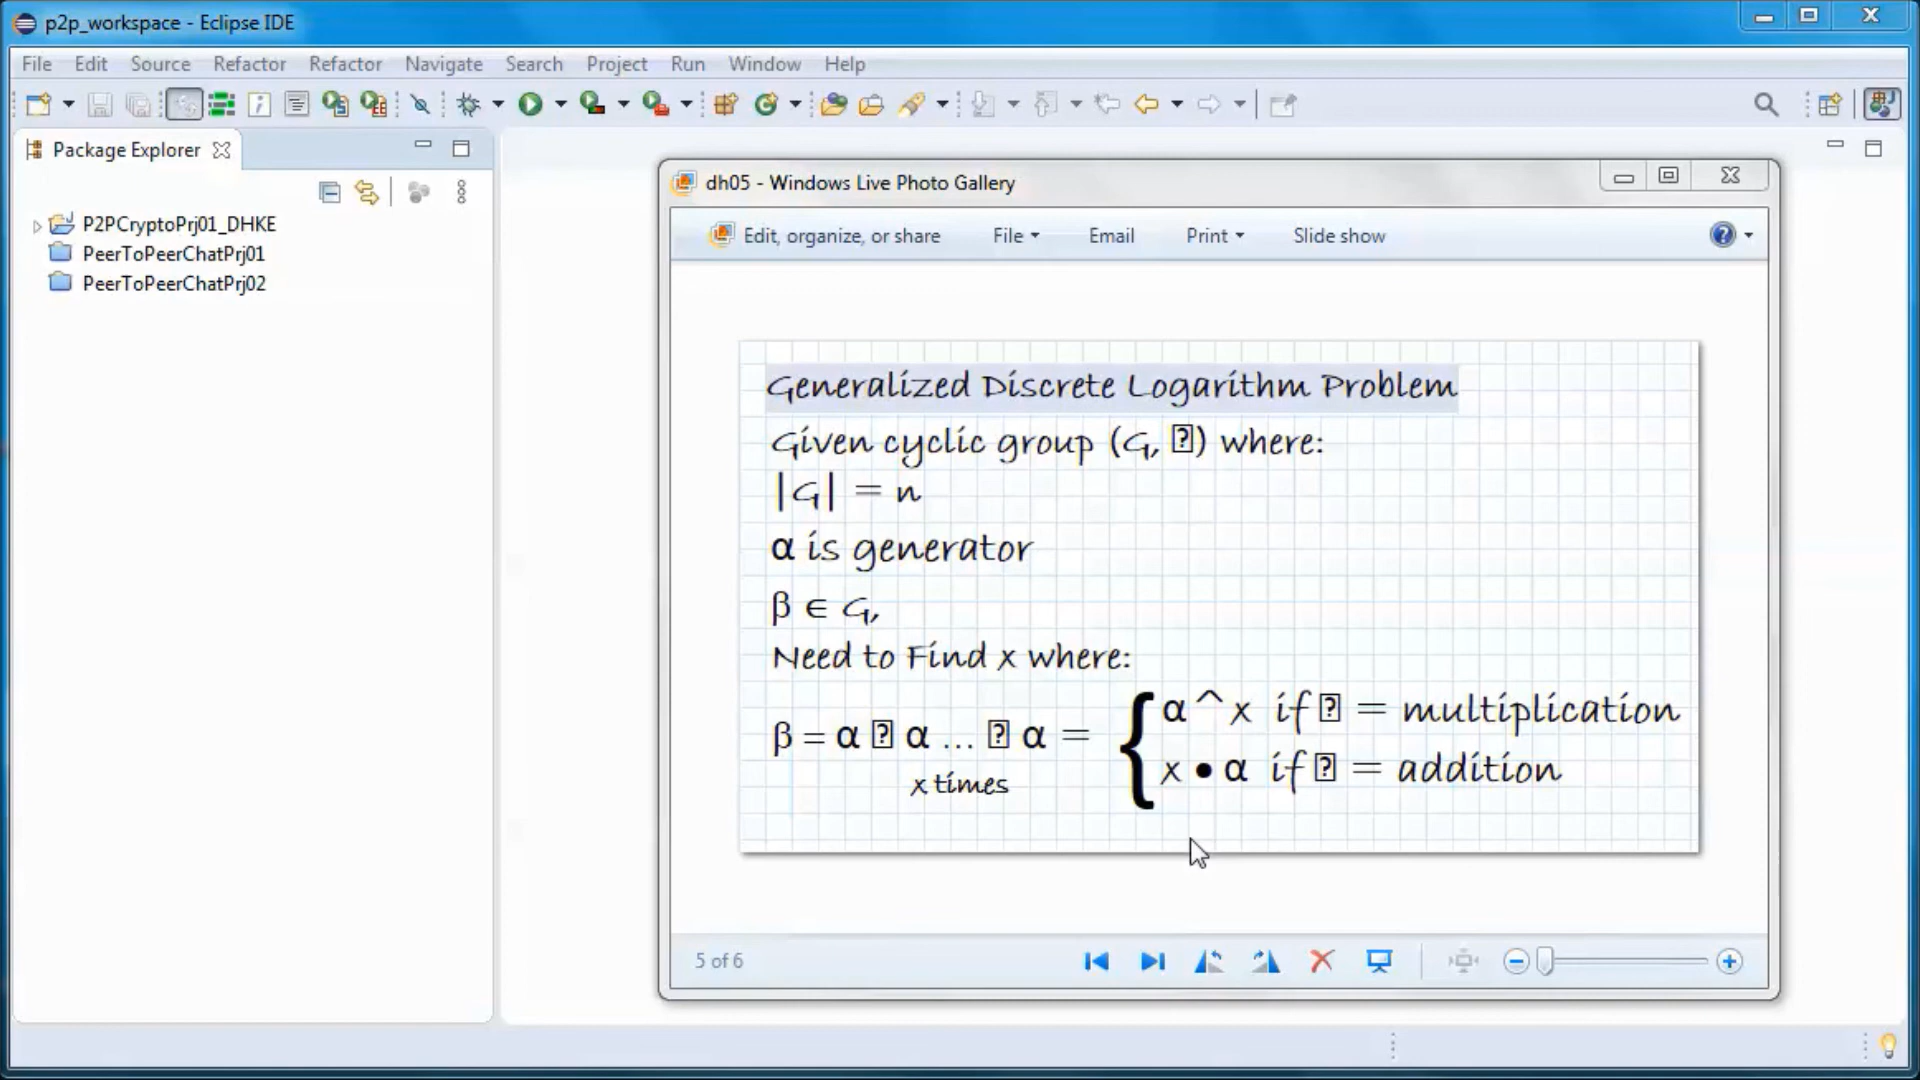 p2p_workspace - Eclipse IDE
File Edit Source Refactor Refactor Navigate Search Project Run Window Help
Package Explorer
P2PCryptoPrj01_DHKE
PeerToPeerChatPrj01
PeerToPeerChatPrj02
dh05 - Windows Live Photo Gallery
Edit, organize, or share File Email Print Slide show
Generalized Discrete Logarithm Problem
Given cyclic group (G, ⍰) where:
|G| = n
α is generator
β ∈ G,
Need to Find x where:
β = α ⍰ α ... ⍰ α =
x times
α^x if ⍰ = multiplication
x • α if ⍰ = addition
5 of 6